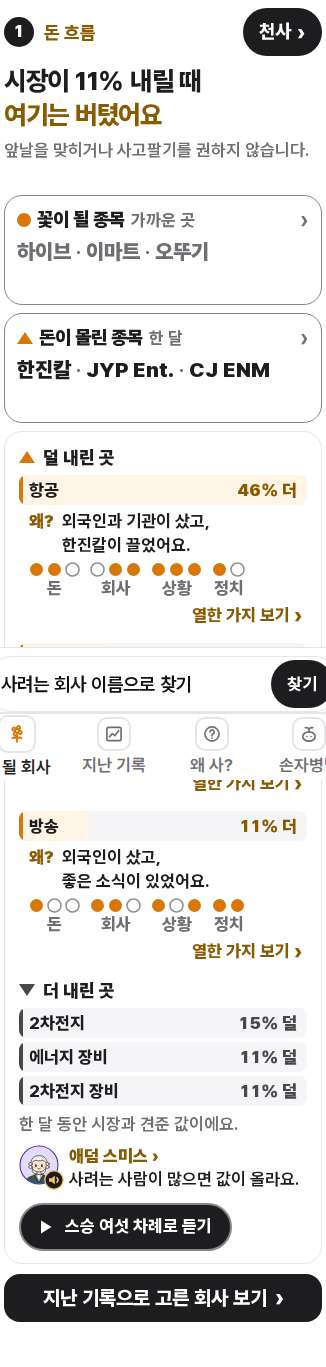 1 돈 흐름
천사 ›
시장이 11% 내릴 때
여기는 버텼어요
앞날을 맞히거나 사고팔기를 권하지 않습니다.
꽃이 될 종목 가까운 곳 ›
하이브 · 이마트 · 오뚜기
돈이 몰린 종목 한 달 ›
한진칼 · JYP Ent. · CJ ENM
덜 내린 곳
항공 46% 더
왜? 외국인과 기관이 샀고,
한진칼이 끌었어요.
돈 회사 상황 정치
열한 가지 보기 ›
사려는 회사 이름으로 찾기 찾기
될 회사 지난 기록 왜 사? 손자병
열한 가지 보기 ›
방송 11% 더
왜? 외국인이 샀고,
좋은 소식이 있었어요.
돈 회사 상황 정치
열한 가지 보기 ›
더 내린 곳
2차전지 15% 덜
에너지 장비 11% 덜
2차전지 장비 11% 덜
한 달 동안 시장과 견준 값이에요.
애덤 스미스 ›
사려는 사람이 많으면 값이 올라요.
스승 여섯 차례로 듣기
지난 기록으로 고른 회사 보기 ›